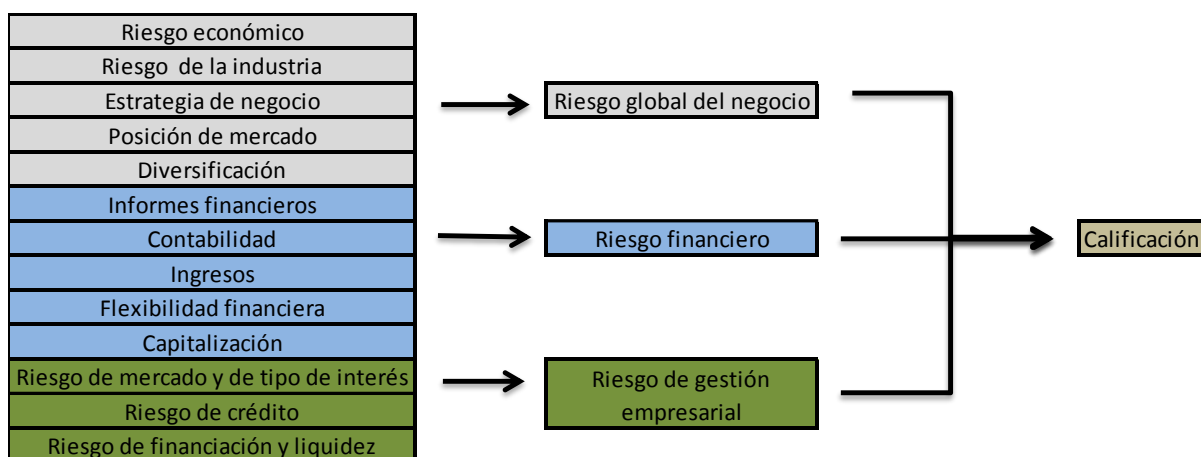 Riesgo económico
Riesgo de la industria
Estrategia de negocio
Posición de mercado
Diversificación
Informes financieros
Contabilidad
Ingresos
Flexibilidad financiera
Capitalización
Riesgo de mercado y de tipo de interés
Riesgo de crédito
Riesgo de financiación y liquidez
Riesgo global del negocio
Riesgo financiero
Riesgo de gestión
empresarial
Calificación